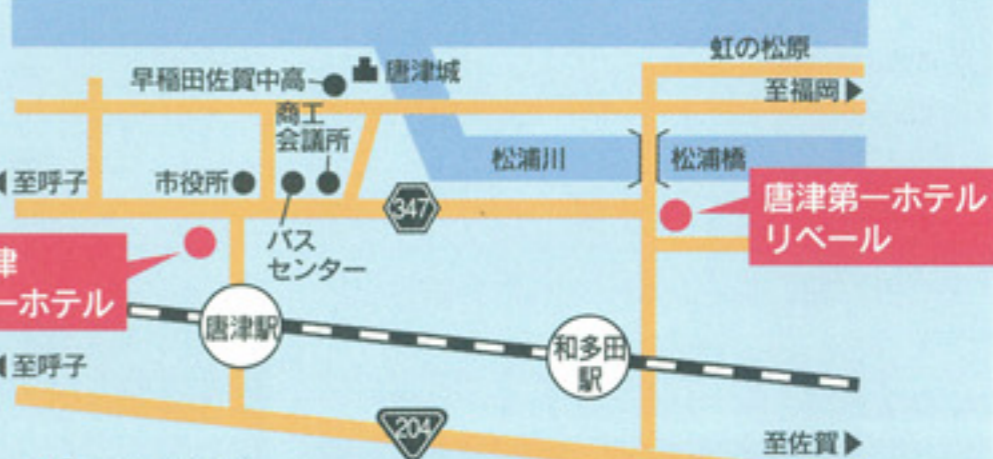 虹の松原
早稲田佐賀中高
唐津城
至福岡
商工
会議所
松浦川
松浦橋
至呼子
市役所
347
唐津第一ホテル
リベール
バス
センター
津
一ホテル
唐津駅
和多田
駅
至呼子
204
至佐賀